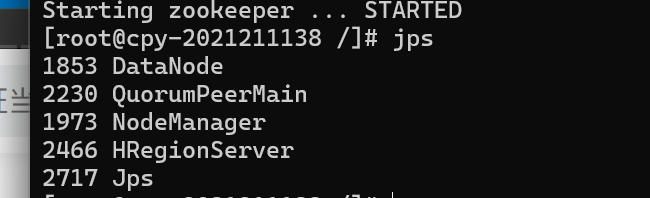 Starting zookeeper ... STARTED
[root@cpy-2021211138 /]# jps
1853 DataNode
2230 QuorumPeerMain
1973 NodeManager
2466 HRegionServer
2717 Jps